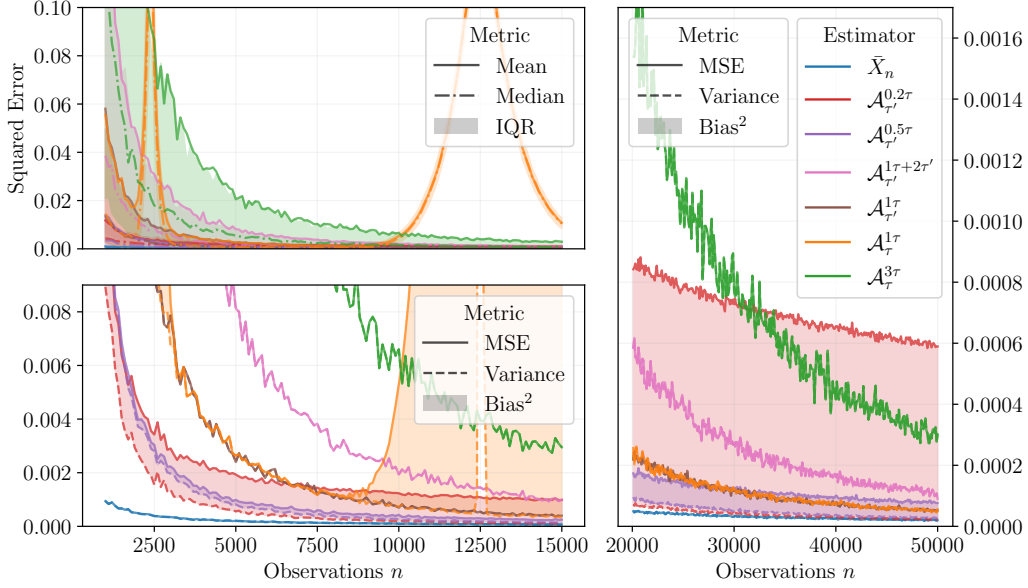 0.10
0.08
0.06
0.04
0.02
0.00
Squared Error
Metric
Mean
Median
IQR
0.008
0.006
0.004
0.002
0.000
Metric
MSE
Variance
Bias²
2500 5000 7500 10000 12500 15000
Observations n
Metric
MSE
Variance
Bias²
Estimator
X̄ₙ
𝒜_{τ′}^{0.2τ}
𝒜_{τ′}^{0.5τ}
𝒜_{τ′}^{1τ+2τ′}
𝒜_{τ′}^{1τ}
𝒜_{τ}^{1τ}
𝒜_{τ}^{3τ}
0.0016
0.0014
0.0012
0.0010
0.0008
0.0006
0.0004
0.0002
0.0000
20000 30000 40000 50000
Observations n